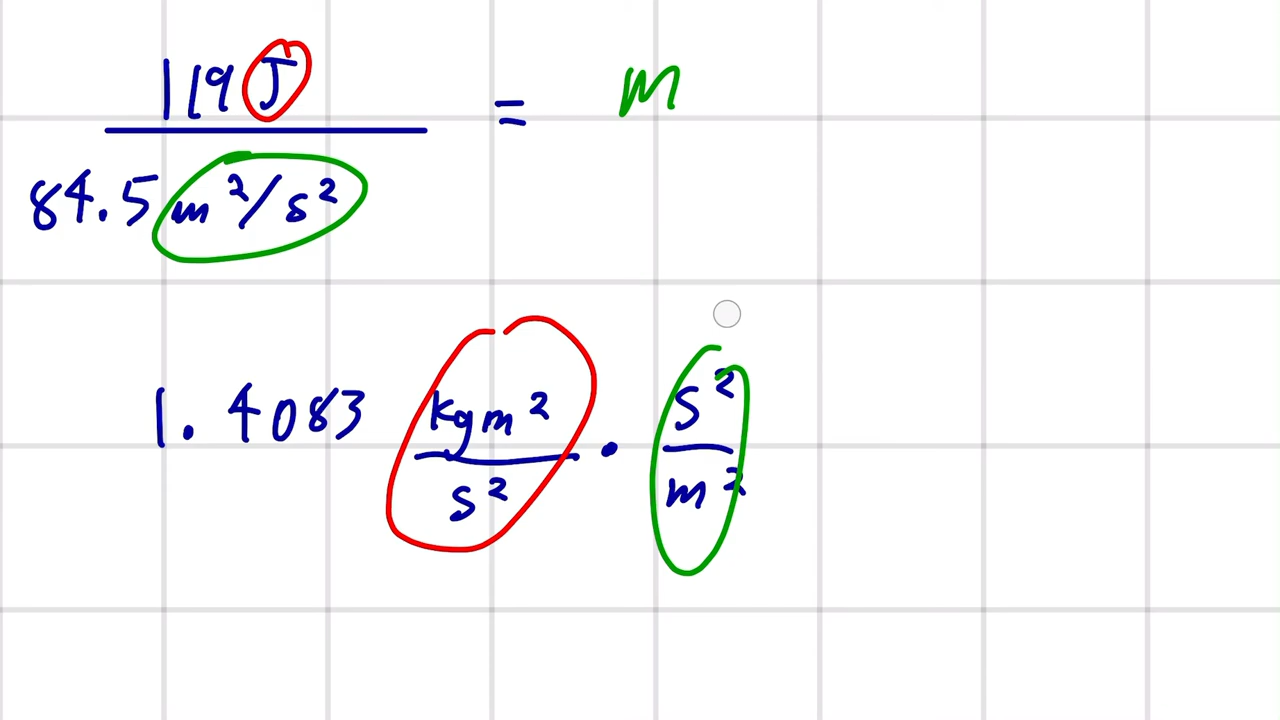 119 J
= m
84.5 m²/s²
1.4083 kgm²/s² · s²/m²